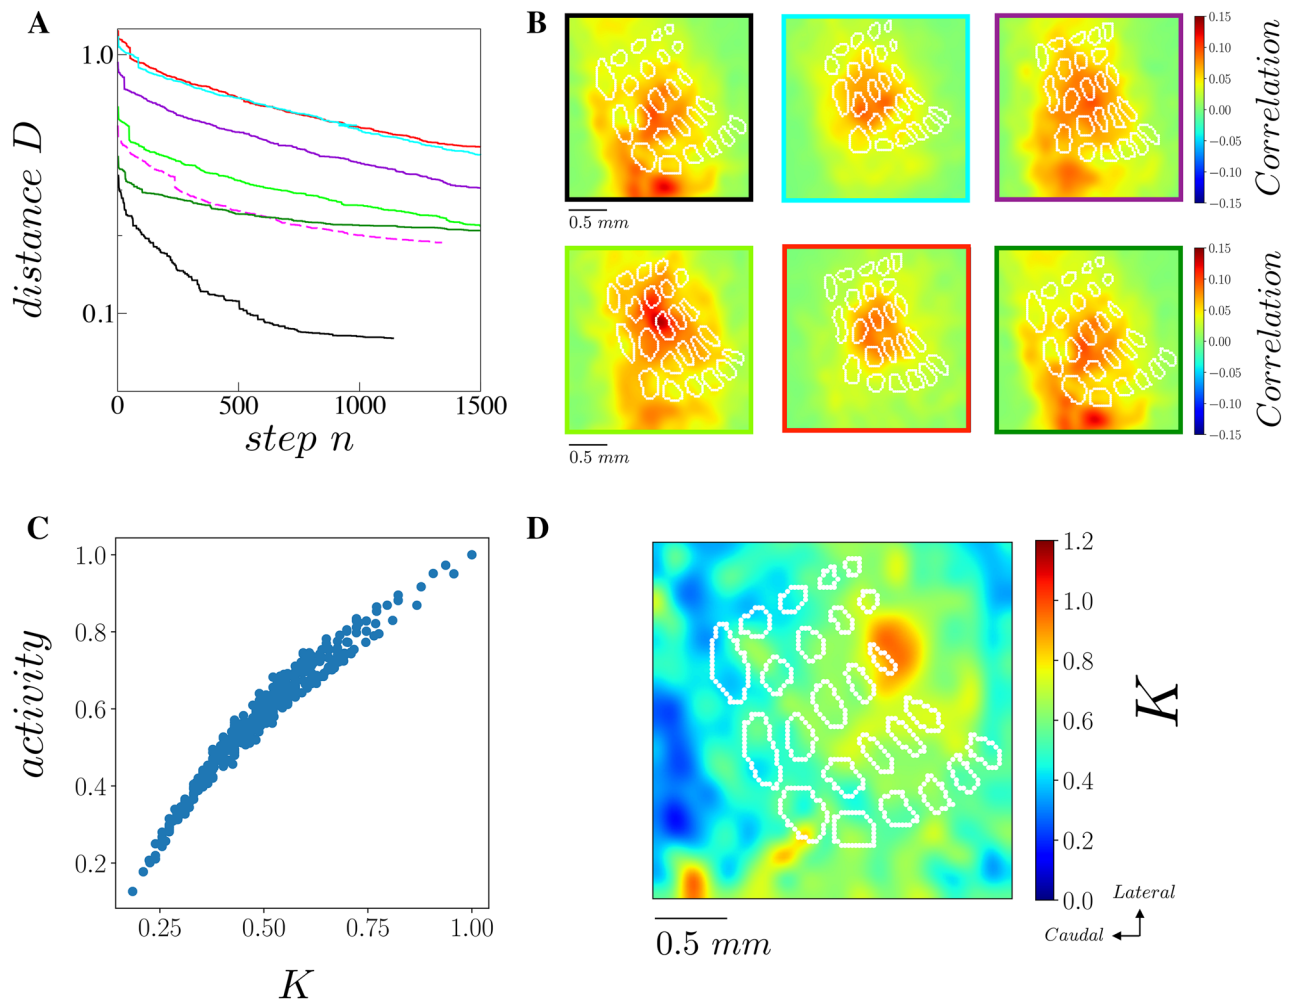 A
1.0
0.1
distance D
0
500
1000
1500
step n
B
0.15
0.10
0.05
0.00
−0.05
−0.10
−0.15
Correlation
0.5 mm
0.15
0.10
0.05
0.00
−0.05
−0.10
−0.15
Correlation
0.5 mm
C
1.0
0.8
0.6
0.4
0.2
activity
0.25
0.50
0.75
1.00
K
D
1.2
1.0
0.8
0.6
0.4
0.2
0.0
K
0.5 mm
Lateral
Caudal